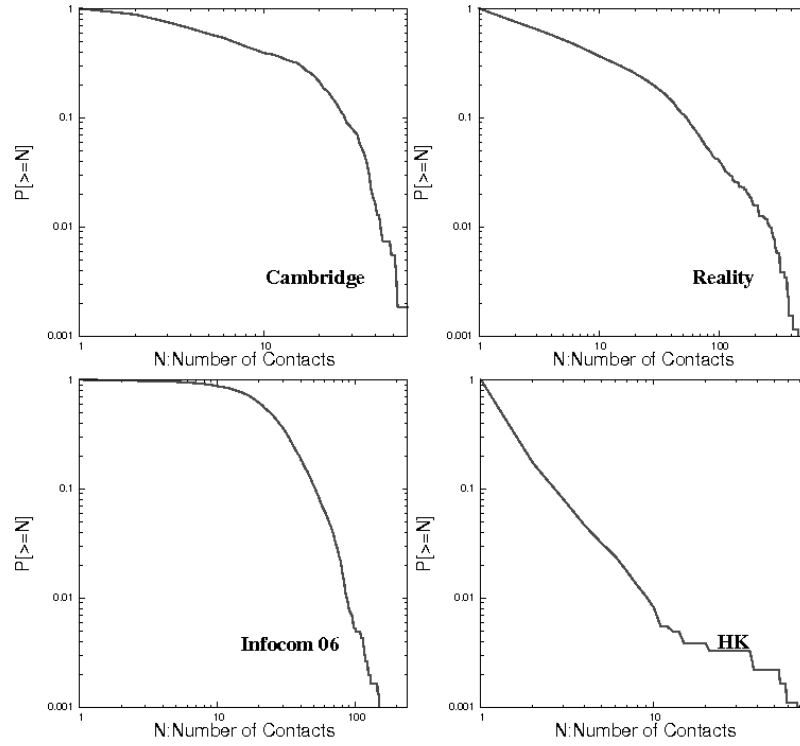 1
0.1
0.01
0.001
P[>=N]
Cambridge
1
10
N:Number of Contacts
1
0.1
0.01
0.001
P[>=N]
Reality
1
10
100
N:Number of Contacts
1
0.1
0.01
0.001
P[>=N]
Infocom 06
1
10
100
N:Number of Contacts
1
0.1
0.01
0.001
P[>=N]
HK
1
10
N:Number of Contacts